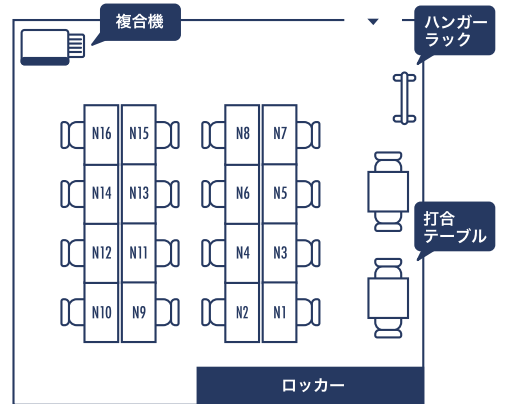 複合機
ハンガー
ラック
N16 N15 N8 N7
N14 N13 N6 N5
打合
テーブル
N12 N11 N4 N3
N10 N9 N2 N1
ロッカー